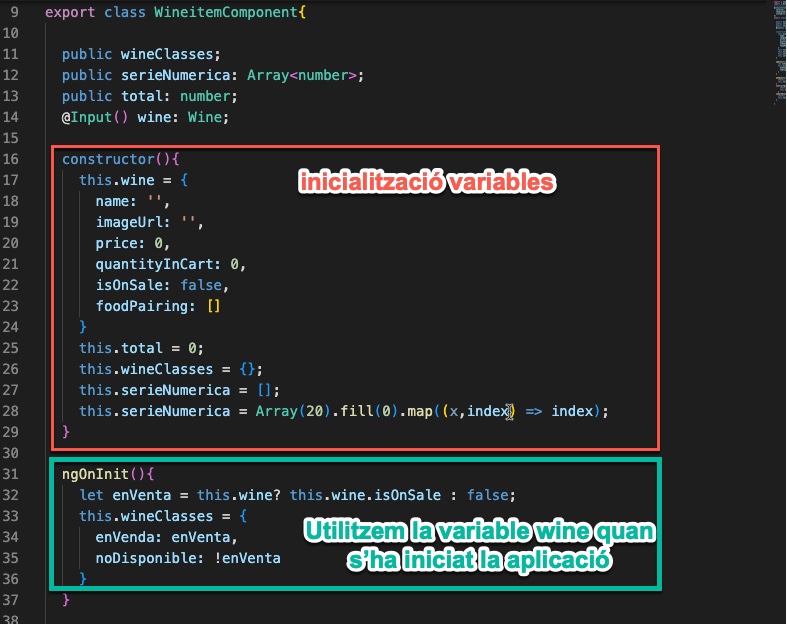 9 export class WineitemComponent{
10
11 public wineClasses;
12 public serieNumerica: Array<number>;
13 public total: number;
14 @Input() wine: Wine;
15
16 constructor(){
17 this.wine = {
inicialització variables
18 name: '',
19 imageUrl: '',
20 price: 0,
21 quantityInCart: 0,
22 isOnSale: false,
23 foodPairing: []
24 }
25 this.total = 0;
26 this.wineClasses = {};
27 this.serieNumerica = [];
28 this.serieNumerica = Array(20).fill(0).map((x,index) => index);
29 }
30
31 ngOnInit(){
32 let enVenta = this.wine? this.wine.isOnSale : false;
33 this.wineClasses = {
34 enVenda: enVenta,
35 noDisponible: !enVenta
Utilitzem la variable wine quan
s'ha iniciat la aplicació
36 }
37 }
38